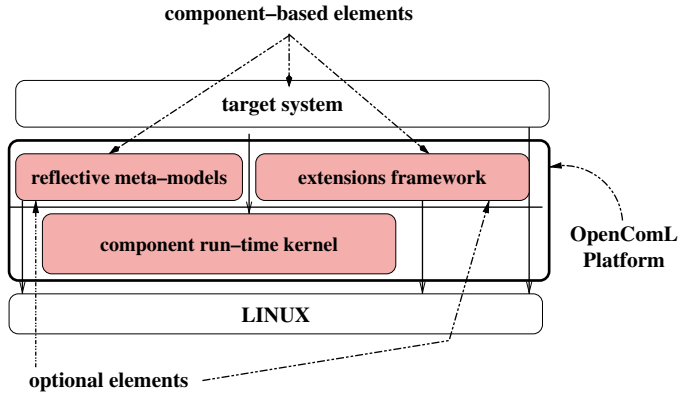 component–based elements
target system
reflective meta–models
extensions framework
component run–time kernel
OpenComL
Platform
LINUX
optional elements